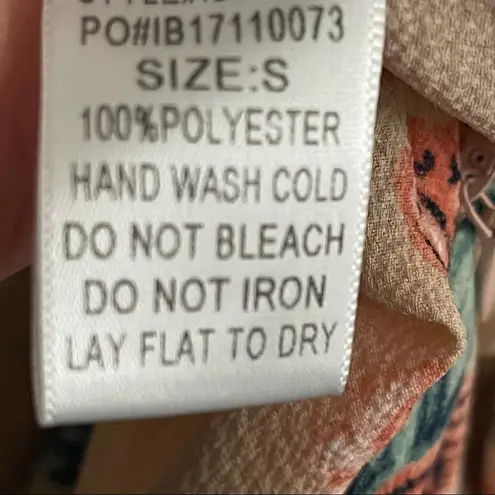 PO#IB17110073
SIZE:S
100%POLYESTER
HAND WASH COLD
DO NOT BLEACH
DO NOT IRON
LAY FLAT TO DRY